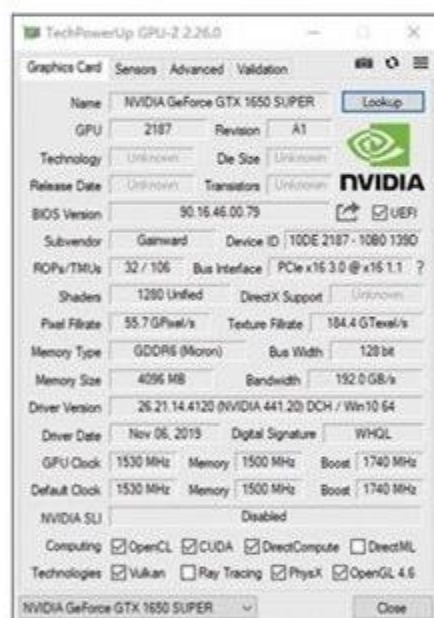 TechPowerUp GPU-Z 2.26.0
Graphics Card Sensors Advanced Validation
Name NVIDIA GeForce GTX 1650 SUPER Lookup
GPU 2187 Revision A1
Technology Unknown Die Size Unknown
Release Date Unknown Transistors Unknown
NVIDIA
BIOS Version 90.16.46.00.79 UEFI
Subvendor Gainward Device ID 10DE 2187 - 10B0 139D
ROPs/TMUs 32 / 106 Bus Interface PCIe x16 3.0 @ x16 1.1 ?
Shaders 1280 Unified DirectX Support Unknown
Pixel Fillrate 55.7 GPixel/s Texture Fillrate 184.4 GTexel/s
Memory Type GDDR6 (Micron) Bus Width 128 bit
Memory Size 4096 MB Bandwidth 192.0 GB/s
Driver Version 26.21.14.4120 (NVIDIA 441.20) DCH / Win10 64
Driver Date Nov 06, 2019 Digital Signature WHQL
GPU Clock 1530 MHz Memory 1500 MHz Boost 1740 MHz
Default Clock 1530 MHz Memory 1500 MHz Boost 1740 MHz
NVIDIA SLI Disabled
Computing OpenCL CUDA DirectCompute DirectML
Technologies Vulkan Ray Tracing PhysX OpenGL 4.6
NVIDIA GeForce GTX 1650 SUPER Close